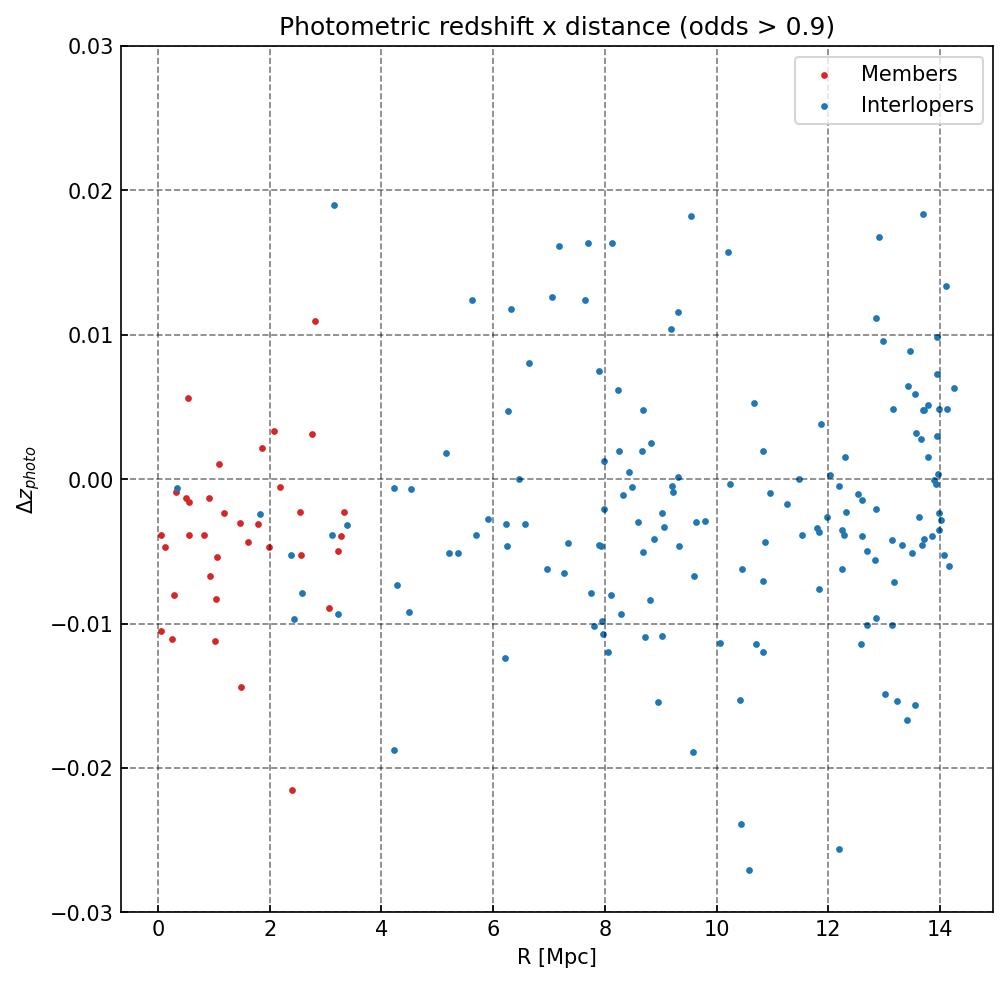 Photometric redshift x distance (odds > 0.9)
0.03
0.02
0.01
0.00
−0.01
−0.02
−0.03
Δz_photo
Members
Interlopers
0 2 4 6 8 10 12 14
R [Mpc]